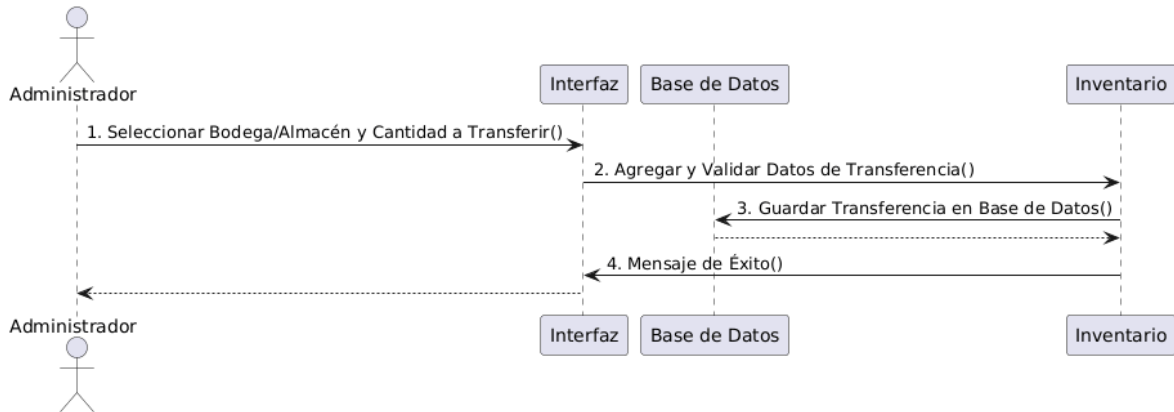 Administrador
Interfaz
Base de Datos
Inventario
1. Seleccionar Bodega/Almacén y Cantidad a Transferir()
2. Agregar y Validar Datos de Transferencia()
3. Guardar Transferencia en Base de Datos()
4. Mensaje de Éxito()
Administrador
Interfaz
Base de Datos
Inventario